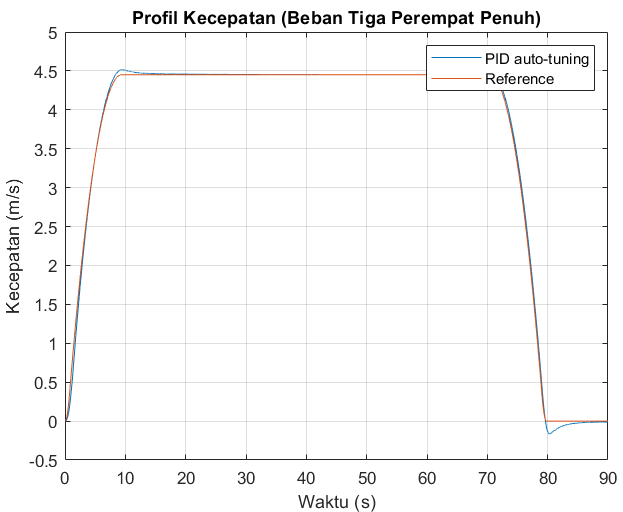 Profil Kecepatan (Beban Tiga Perempat Penuh)
PID auto-tuning
Reference
Kecepatan (m/s)
5
4.5
4
3.5
3
2.5
2
1.5
1
0.5
0
-0.5
0 10 20 30 40 50 60 70 80 90
Waktu (s)